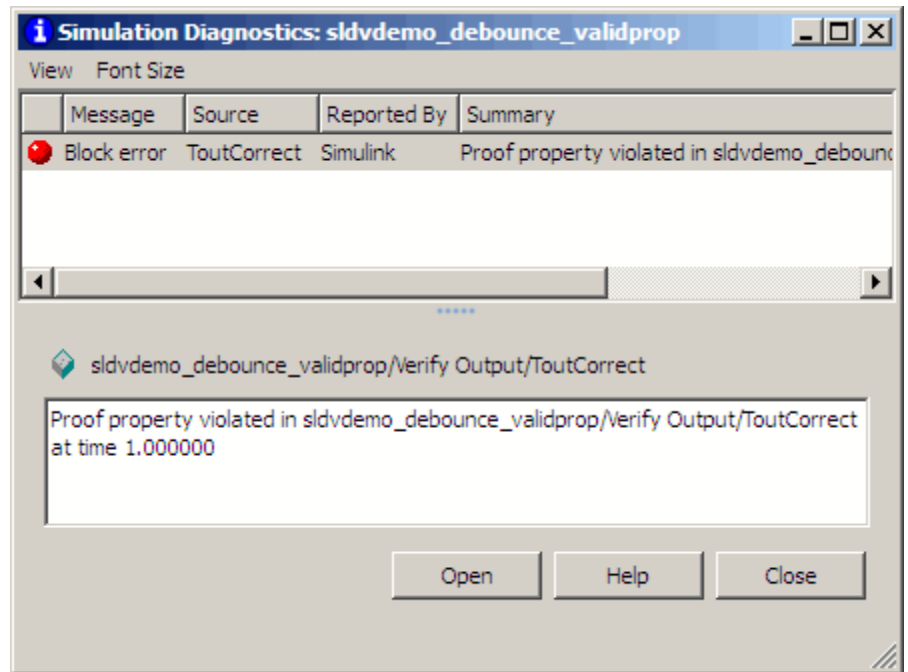 Simulation Diagnostics: sldvdemo_debounce_validprop
View Font Size
Message Source Reported By Summary
Block error ToutCorrect Simulink Proof property violated in sldvdemo_debounc
sldvdemo_debounce_validprop/Verify Output/ToutCorrect
Proof property violated in sldvdemo_debounce_validprop/Verify Output/ToutCorrect
at time 1.000000
Open Help Close